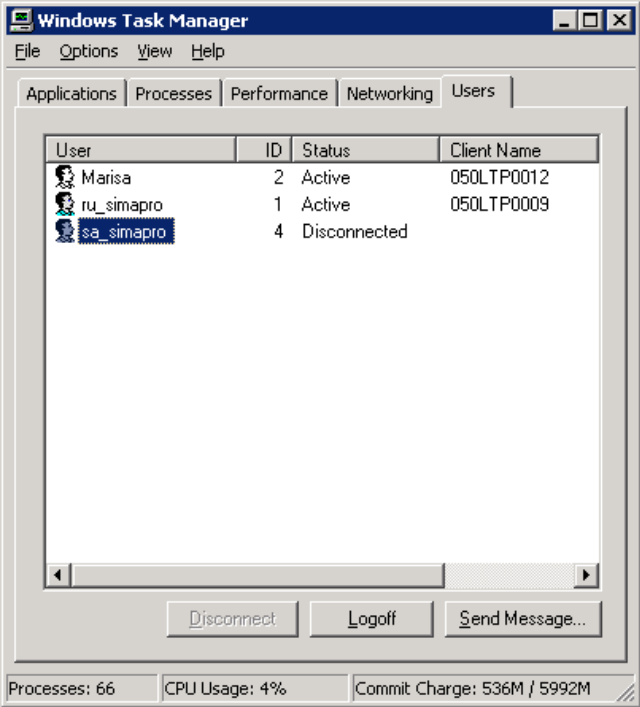 Windows Task Manager
File Options View Help
Applications Processes Performance Networking Users
User ID Status Client Name
Marisa 2 Active 050LTP0012
ru_simapro 1 Active 050LTP0009
sa_simapro 4 Disconnected
Disconnect Logoff Send Message...
Processes: 66 CPU Usage: 4% Commit Charge: 536M / 5992M